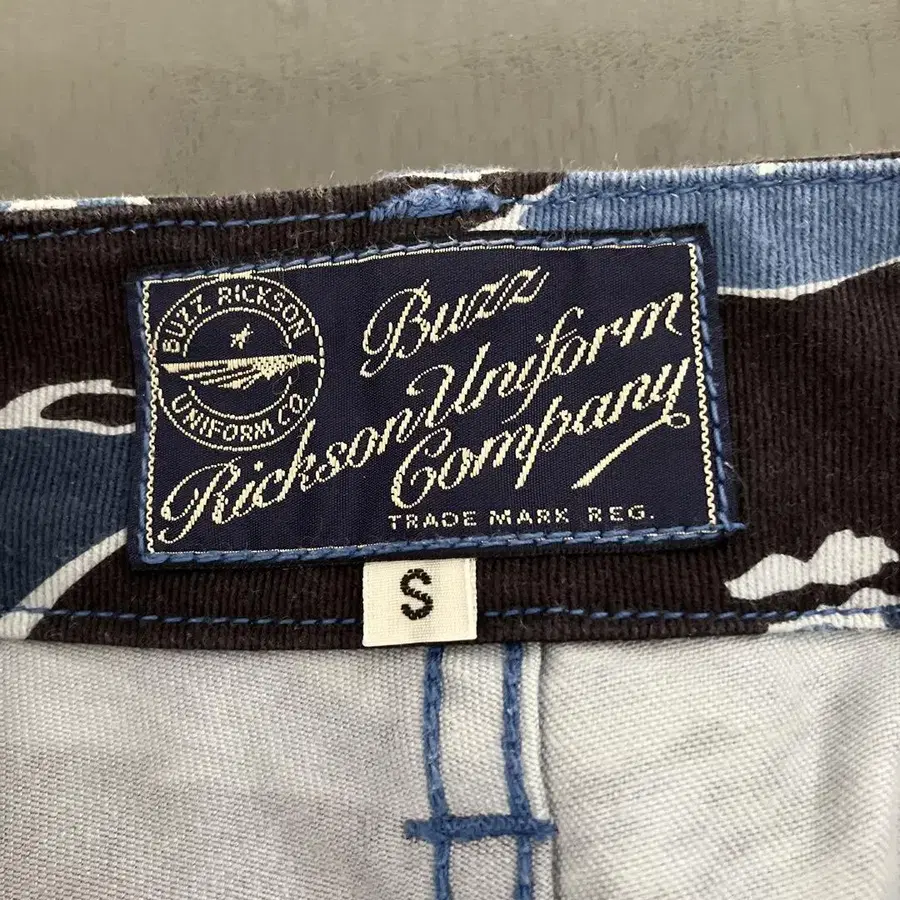 BUZZ RICKSON
UNIFORM CO.
Buzz
Rickson Uniform
Company
TRADE MARK REG.
S